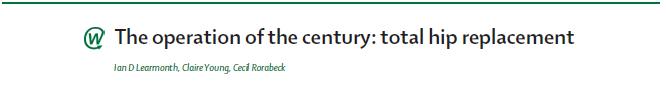 The operation of the century: total hip replacement
Ian D Learmonth, Claire Young, Cecil Rorabeck